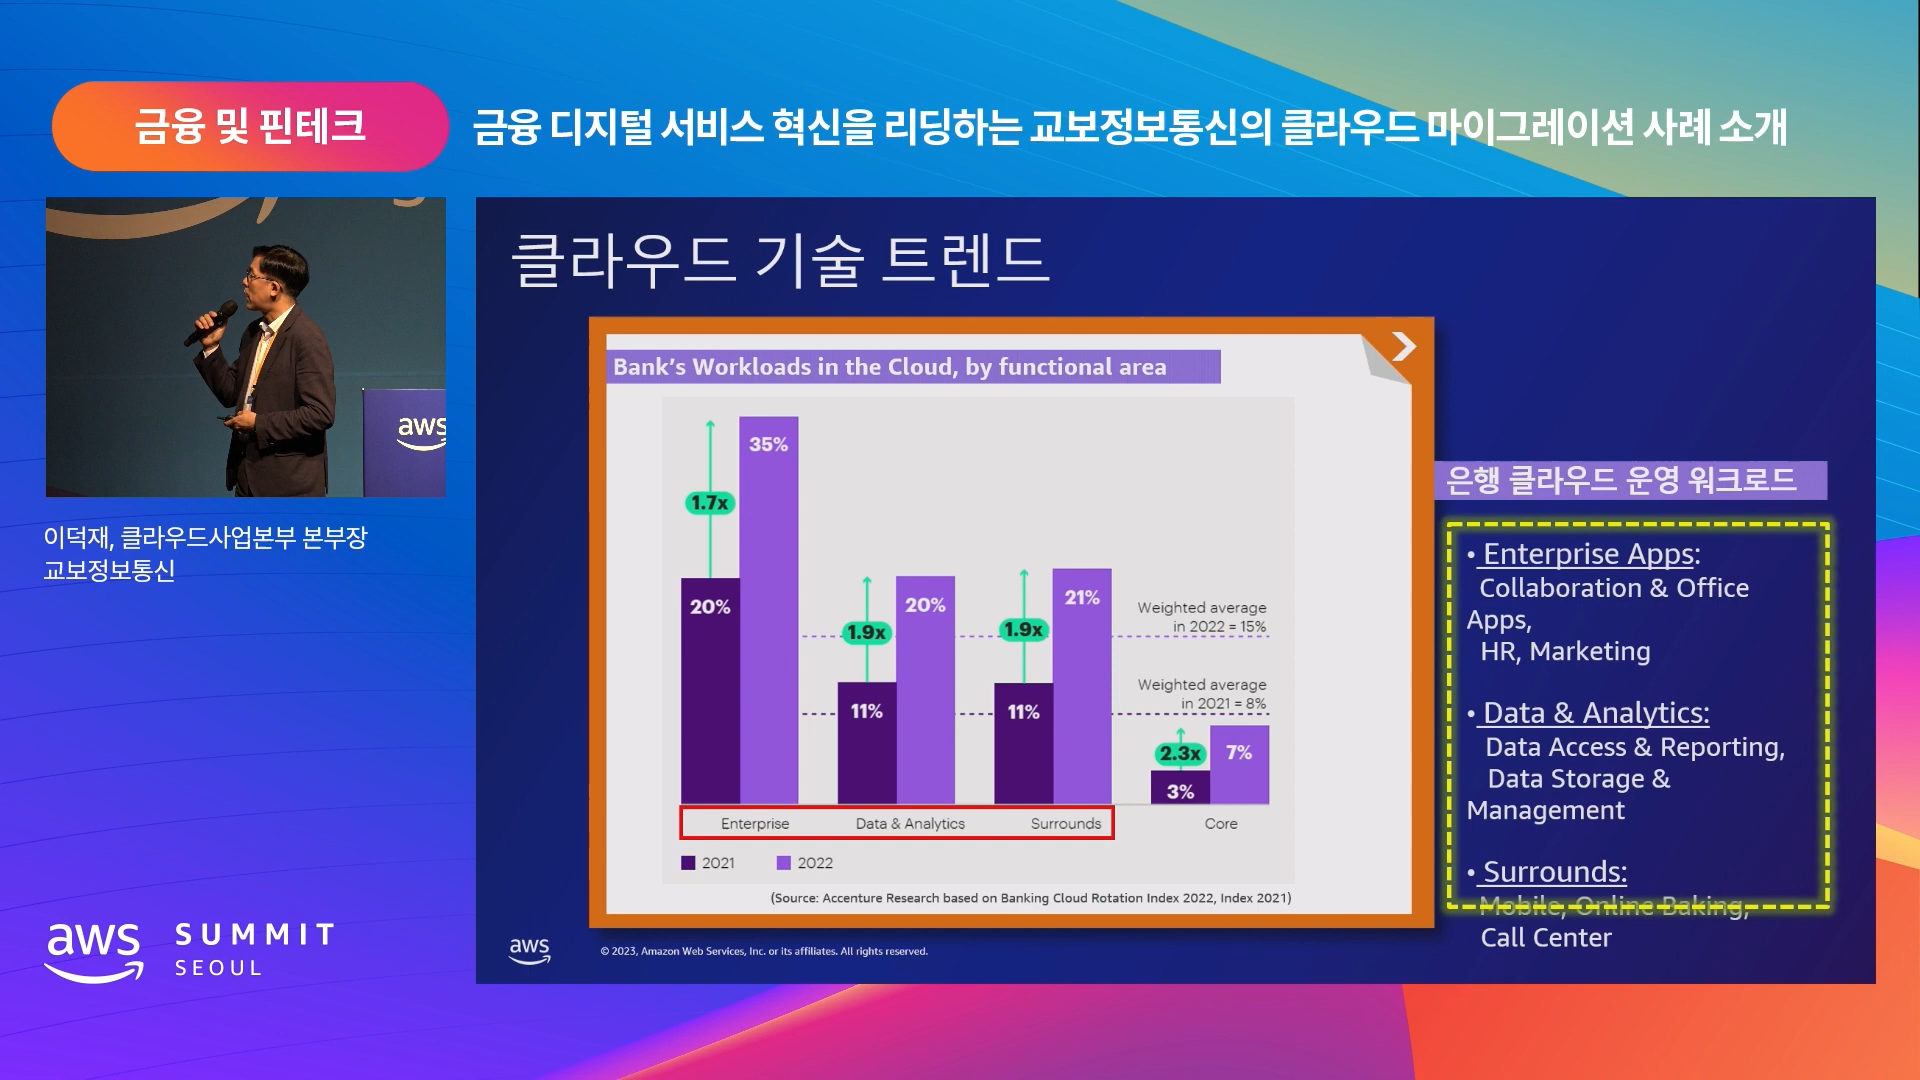 금융 및 핀테크
금융 디지털 서비스 혁신을 리딩하는 교보정보통신의 클라우드 마이그레이션 사례 소개
aws
이덕재, 클라우드사업본부 본부장
교보정보통신
aws SUMMIT
SEOUL
클라우드 기술 트렌드
Bank's Workloads in the Cloud, by functional area
35%
1.7x
20%
20%
1.9x
11%
21%
1.9x
11%
Weighted average
in 2022 = 15%
Weighted average
in 2021 = 8%
2.3x
7%
3%
Enterprise
Data & Analytics
Surrounds
Core
2021
2022
(Source: Accenture Research based on Banking Cloud Rotation Index 2022, Index 2021)
은행 클라우드 운영 워크로드
• Enterprise Apps:
Collaboration & Office
Apps,
HR, Marketing
• Data & Analytics:
Data Access & Reporting,
Data Storage &
Management
• Surrounds:
Mobile, Online Baking,
Call Center
aws
© 2023, Amazon Web Services, Inc. or its affiliates. All rights reserved.